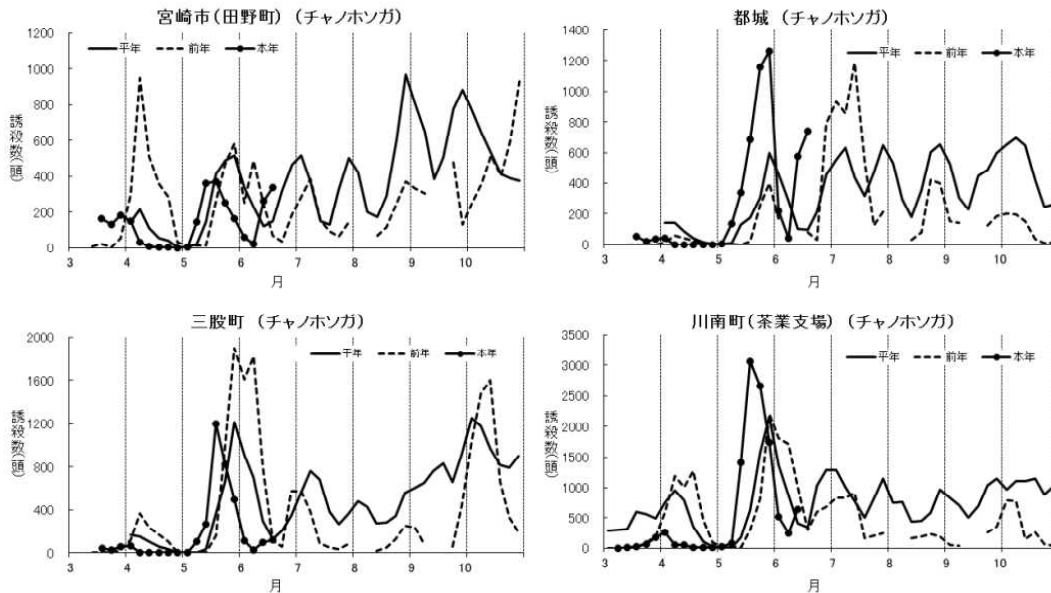 宮崎市(田野町) (チャノホソガ)
1200
1000
800
600
400
200
0
誘殺数(頭)
平年 前年 本年
3 4 5 6 7 8 9 10
月
都城 (チャノホソガ)
1400
1200
1000
800
600
400
200
0
誘殺数(頭)
平年 前年 本年
3 4 5 6 7 8 9 10
月
三股町 (チャノホソガ)
2000
1600
1200
800
400
0
誘殺数(頭)
平年 前年 本年
3 4 5 6 7 8 9 10
月
川南町(茶業支場) (チャノホソガ)
3500
3000
2500
2000
1500
1000
500
0
誘殺数(頭)
平年 前年 本年
3 4 5 6 7 8 9 10
月